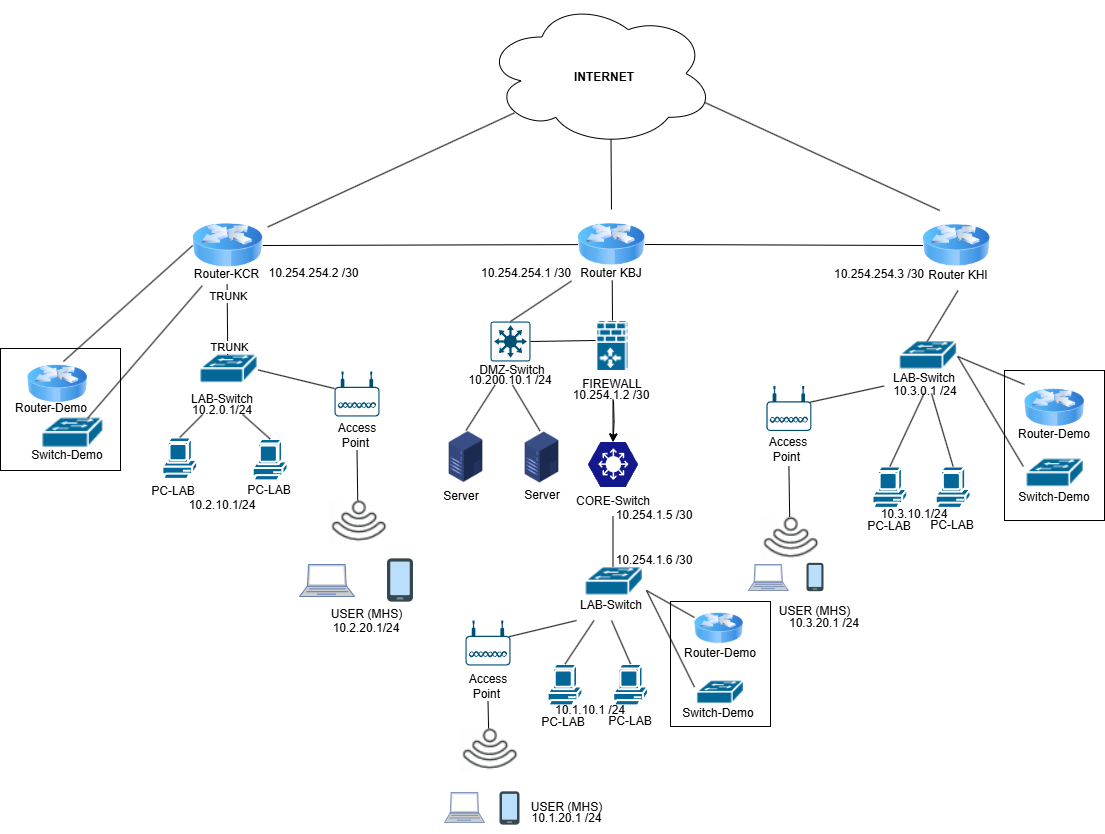 INTERNET
Router-KCR
10.254.254.2 /30
10.254.254.1 /30
Router KBJ
10.254.254.3 /30
Router KHI
TRUNK
TRUNK
LAB-Switch
10.2.0.1/24
Router-Demo
Switch-Demo
Access
Point
PC-LAB
PC-LAB
10.2.10.1/24
USER (MHS)
10.2.20.1/24
DMZ-Switch
10.200.10.1 /24
FIREWALL
10.254.1.2 /30
Server
Server
CORE-Switch
10.254.1.5 /30
10.254.1.6 /30
LAB-Switch
Access
Point
10.1.10.1 /24
PC-LAB
PC-LAB
Router-Demo
Switch-Demo
USER (MHS)
10.1.20.1 /24
LAB-Switch
10.3.0.1 /24
Access
Point
Router-Demo
Switch-Demo
10.3.10.1/24
PC-LAB
PC-LAB
USER (MHS)
10.3.20.1 /24